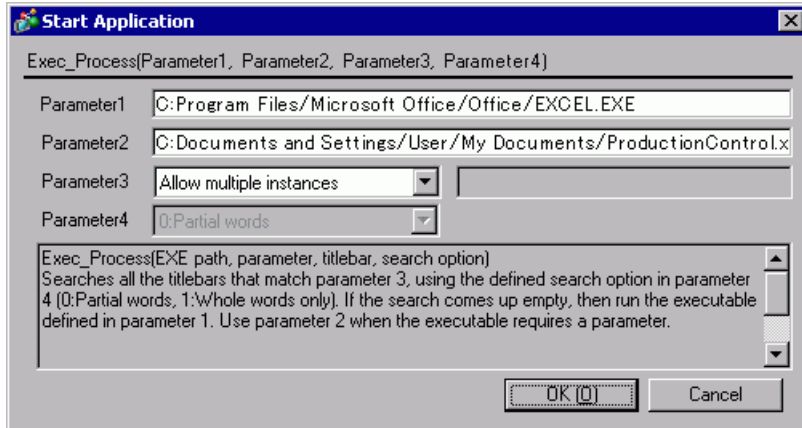 Start Application
Exec_Process(Parameter1, Parameter2, Parameter3, Parameter4)
Parameter1 C:Program Files/Microsoft Office/Office/EXCEL.EXE
Parameter2 C:Documents and Settings/User/My Documents/ProductionControl.x
Parameter3 Allow multiple instances
Parameter4 0:Partial words
Exec_Process(EXE path, parameter, titlebar, search option)
Searches all the titlebars that match parameter 3, using the defined search option in parameter
4 (0:Partial words, 1:Whole words only). If the search comes up empty, then run the executable
defined in parameter 1. Use parameter 2 when the executable requires a parameter.
OK (O) Cancel